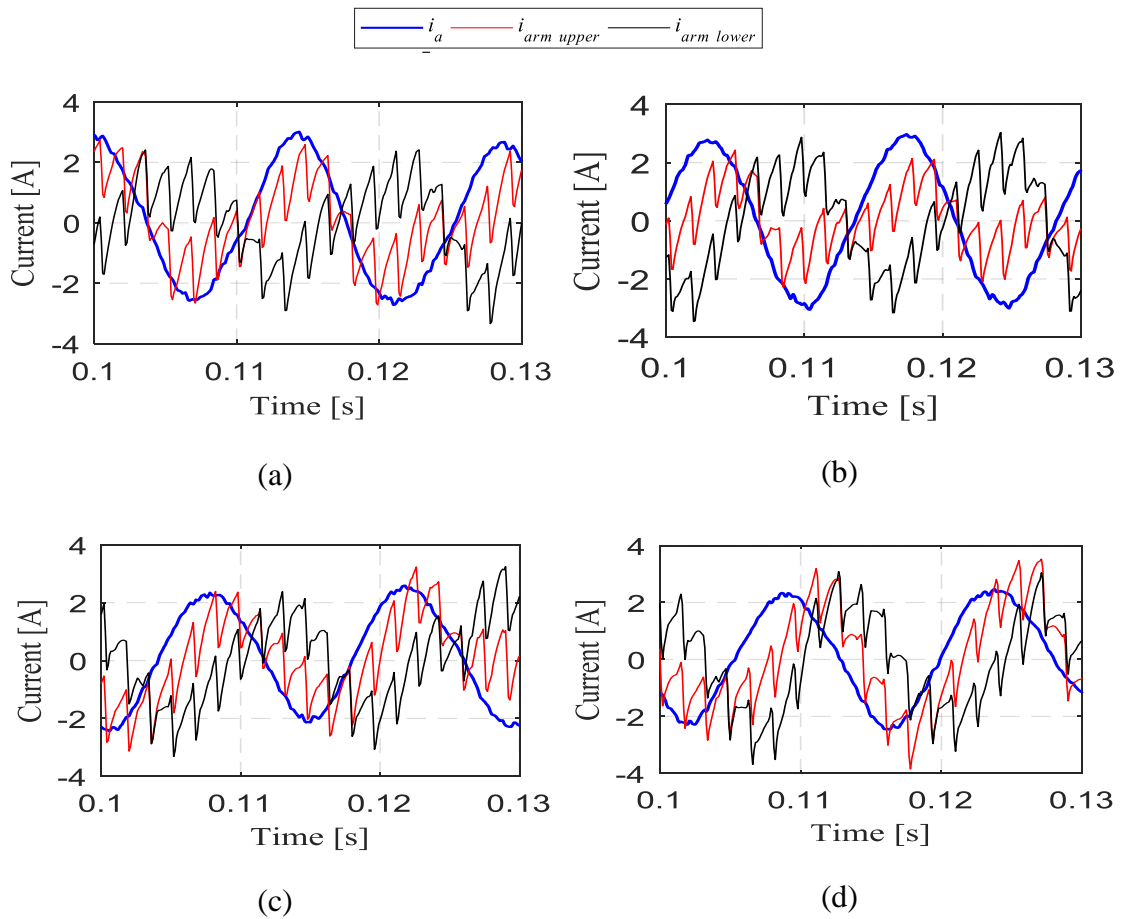 i_a i_arm upper i_arm lower
4
2
0
-2
-4
Current [A]
0.1 0.11 0.12 0.13
Time [s]
(a)
4
2
0
-2
-4
Current [A]
0.1 0.11 0.12 0.13
Time [s]
(b)
4
2
0
-2
-4
Current [A]
0.1 0.11 0.12 0.13
Time [s]
(c)
4
2
0
-2
-4
Current [A]
0.1 0.11 0.12 0.13
Time [s]
(d)